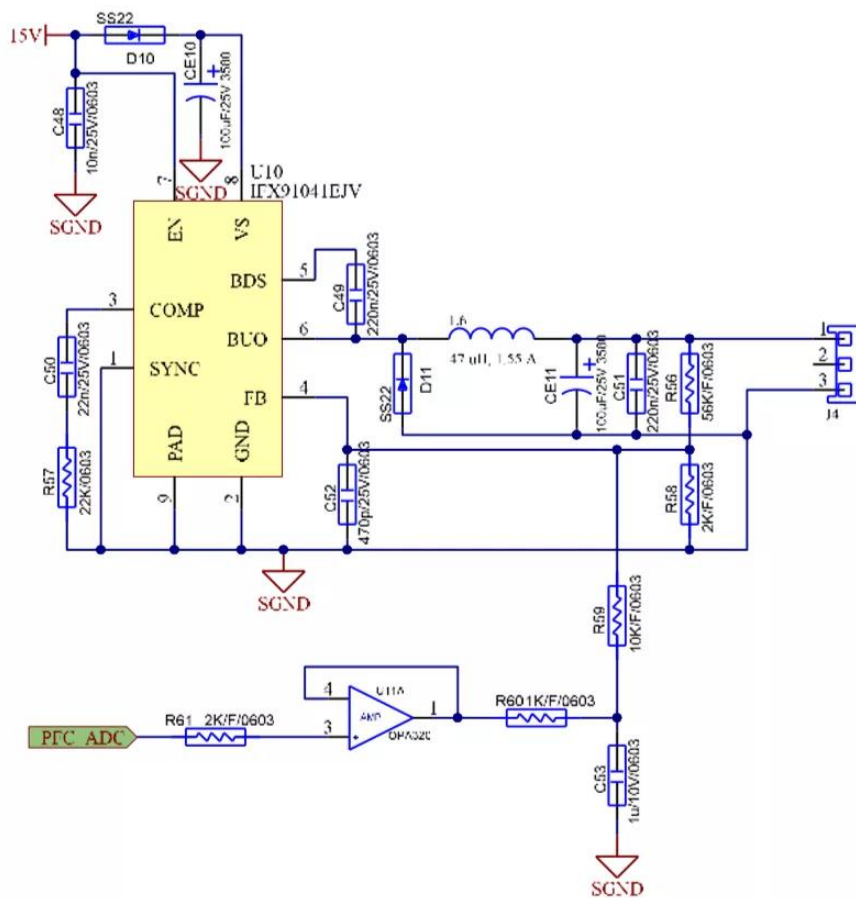 SS22
15V
D10
CE10
100uF/25V 3500
C48
10n/25V/0603
SGND
7
SGND
8
U10
IFX91041EJV
EN
VS
BDS
5
C49
220n/25V/0603
3
COMP
BUO
6
L6
47 uH, 1,55 A
1
SYNC
C50
22n/25V/0603
FB
4
SS22
D11
CE11
100uF/25V 3500
C51
220n/25V/0603
R56
56K/F/0603
1
2
3
J4
R57
22K/0603
PAD
GND
9
2
C52
470p/25V/0603
R58
2K/F/0603
SGND
R59
10K/F/0603
4
U11A
1
R60 1K/F/0603
R61 2K/F/0603
AMP
PFC_ADC
3
+
OPA320
C53
1u/10V/0603
SGND